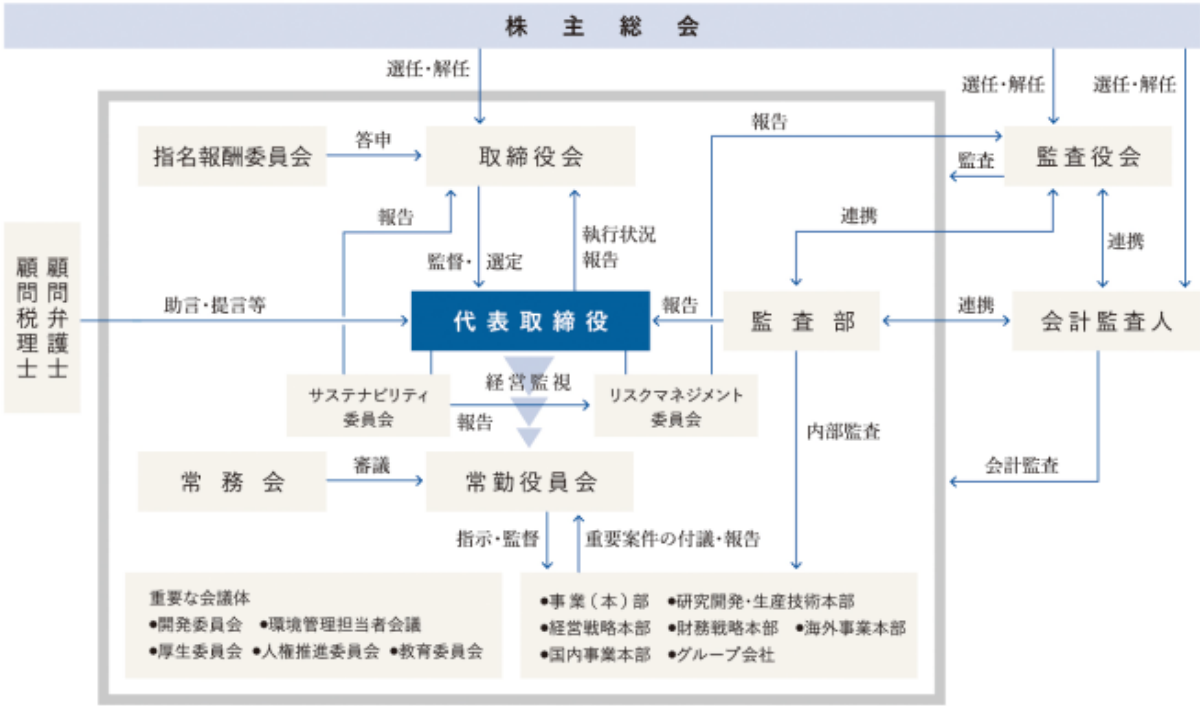 株主総会
選任・解任
選任・解任
選任・解任
指名報酬委員会
答申
取締役会
報告
監査役会
監査
報告
監督・選定
執行状況
報告
連携
連携
顧問弁護士
顧問税理士
助言・提言等
代表取締役
報告
監査部
連携
会計監査人
サステナビリティ
委員会
経営監視
報告
リスクマネジメント
委員会
内部監査
会計監査
常務会
審議
常勤役員会
指示・監督
重要案件の付議・報告
重要な会議体
●開発委員会 ●環境管理担当者会議
●厚生委員会 ●人権推進委員会 ●教育委員会
●事業（本）部 ●研究開発・生産技術本部
●経営戦略本部 ●財務戦略本部 ●海外事業本部
●国内事業本部 ●グループ会社